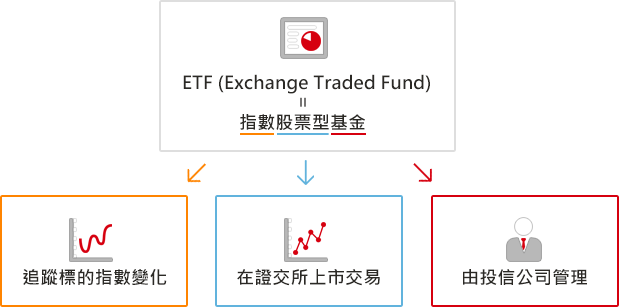 ETF (Exchange Traded Fund)
=
指數股票型基金
追蹤標的指數變化
在證交所上市交易
由投信公司管理